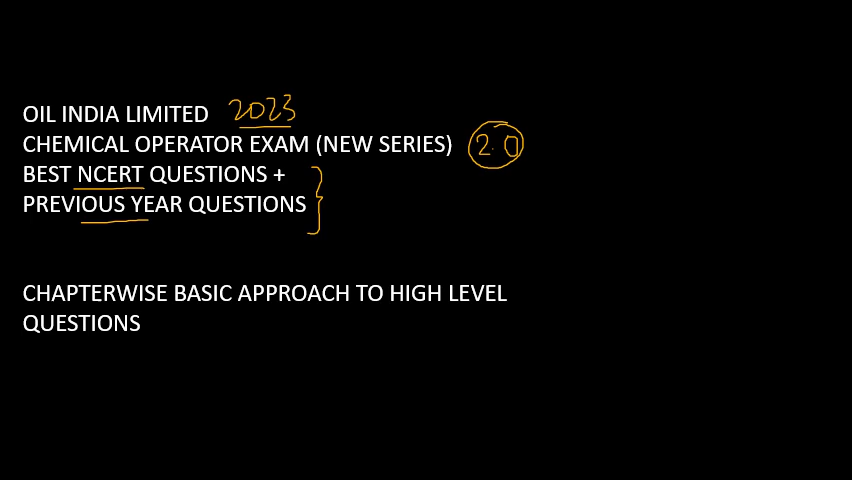 OIL INDIA LIMITED 2023
CHEMICAL OPERATOR EXAM (NEW SERIES) 2.0
BEST NCERT QUESTIONS +
PREVIOUS YEAR QUESTIONS
CHAPTERWISE BASIC APPROACH TO HIGH LEVEL
QUESTIONS